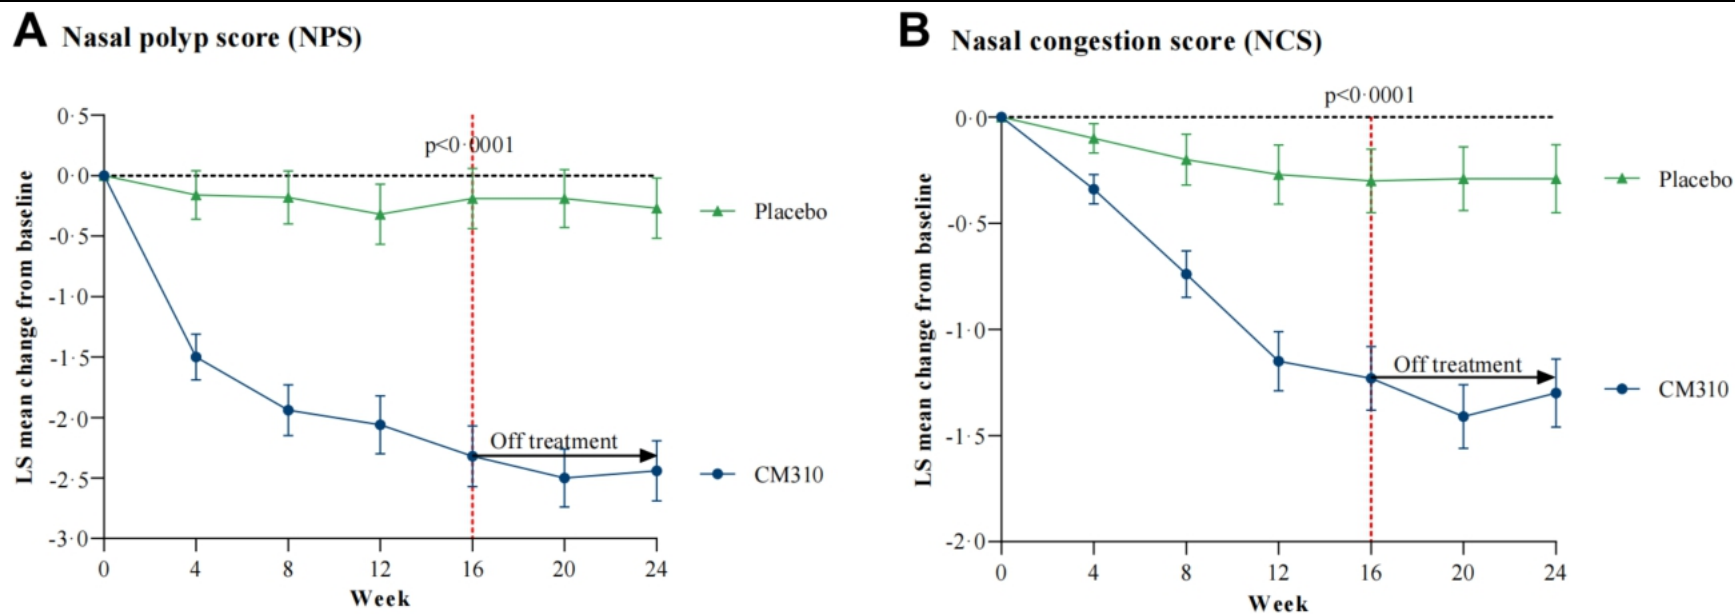 A Nasal polyp score (NPS)
0·5
0·0
-0·5
-1·0
-1·5
-2·0
-2·5
-3·0
LS mean change from baseline
p<0·0001
Off treatment
Placebo
CM310
0 4 8 12 16 20 24
Week
B Nasal congestion score (NCS)
0·0
-0·5
-1·0
-1·5
-2·0
LS mean change from baseline
p<0·0001
Off treatment
Placebo
CM310
0 4 8 12 16 20 24
Week